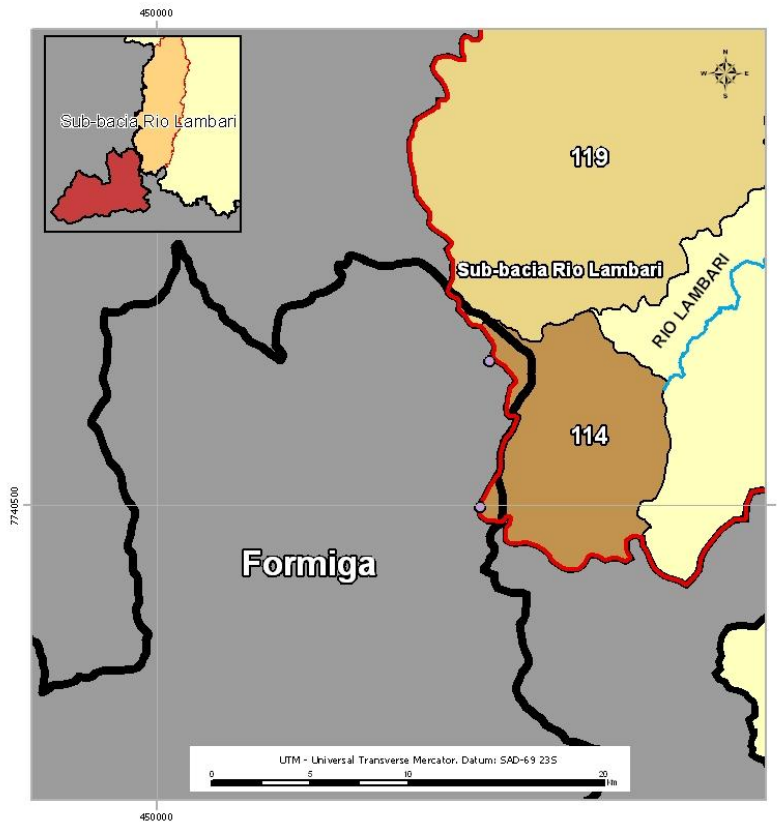 450000
N
W E
S
Sub-bacia Rio Lambari
119
Sub-bacia Rio Lambari
RIO LAMBARI
114
7740500
Formiga
UTM - Universal Transverse Mercator. Datum: SAD-69 23S
0 5 10 20
Km
450000